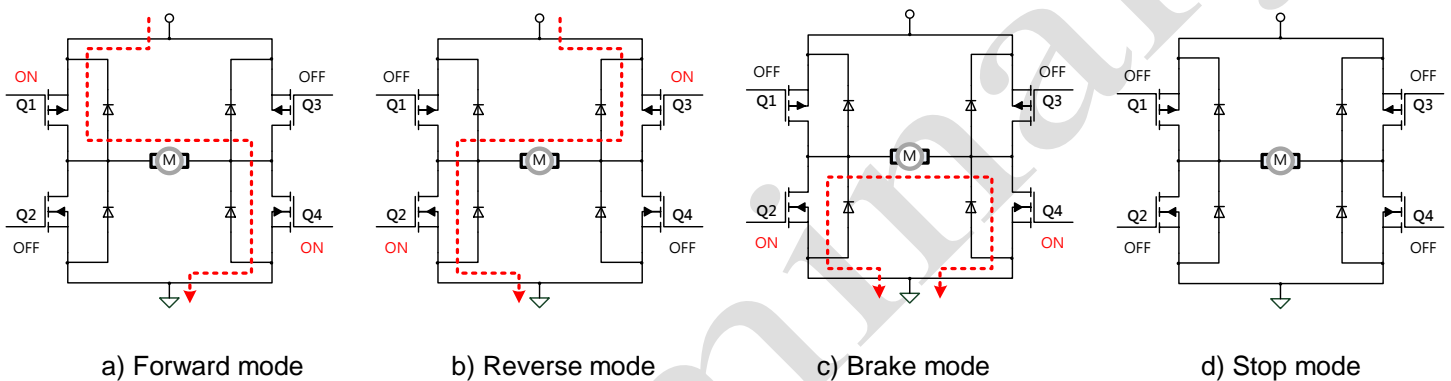 ON
Q1
OFF
Q3
M
Q2
OFF
Q4
ON
a) Forward mode
OFF
Q1
ON
Q3
M
Q2
ON
Q4
OFF
b) Reverse mode
OFF
Q1
OFF
Q3
M
Q2
ON
Q4
ON
c) Brake mode
OFF
Q1
OFF
Q3
M
Q2
OFF
Q4
OFF
d) Stop mode